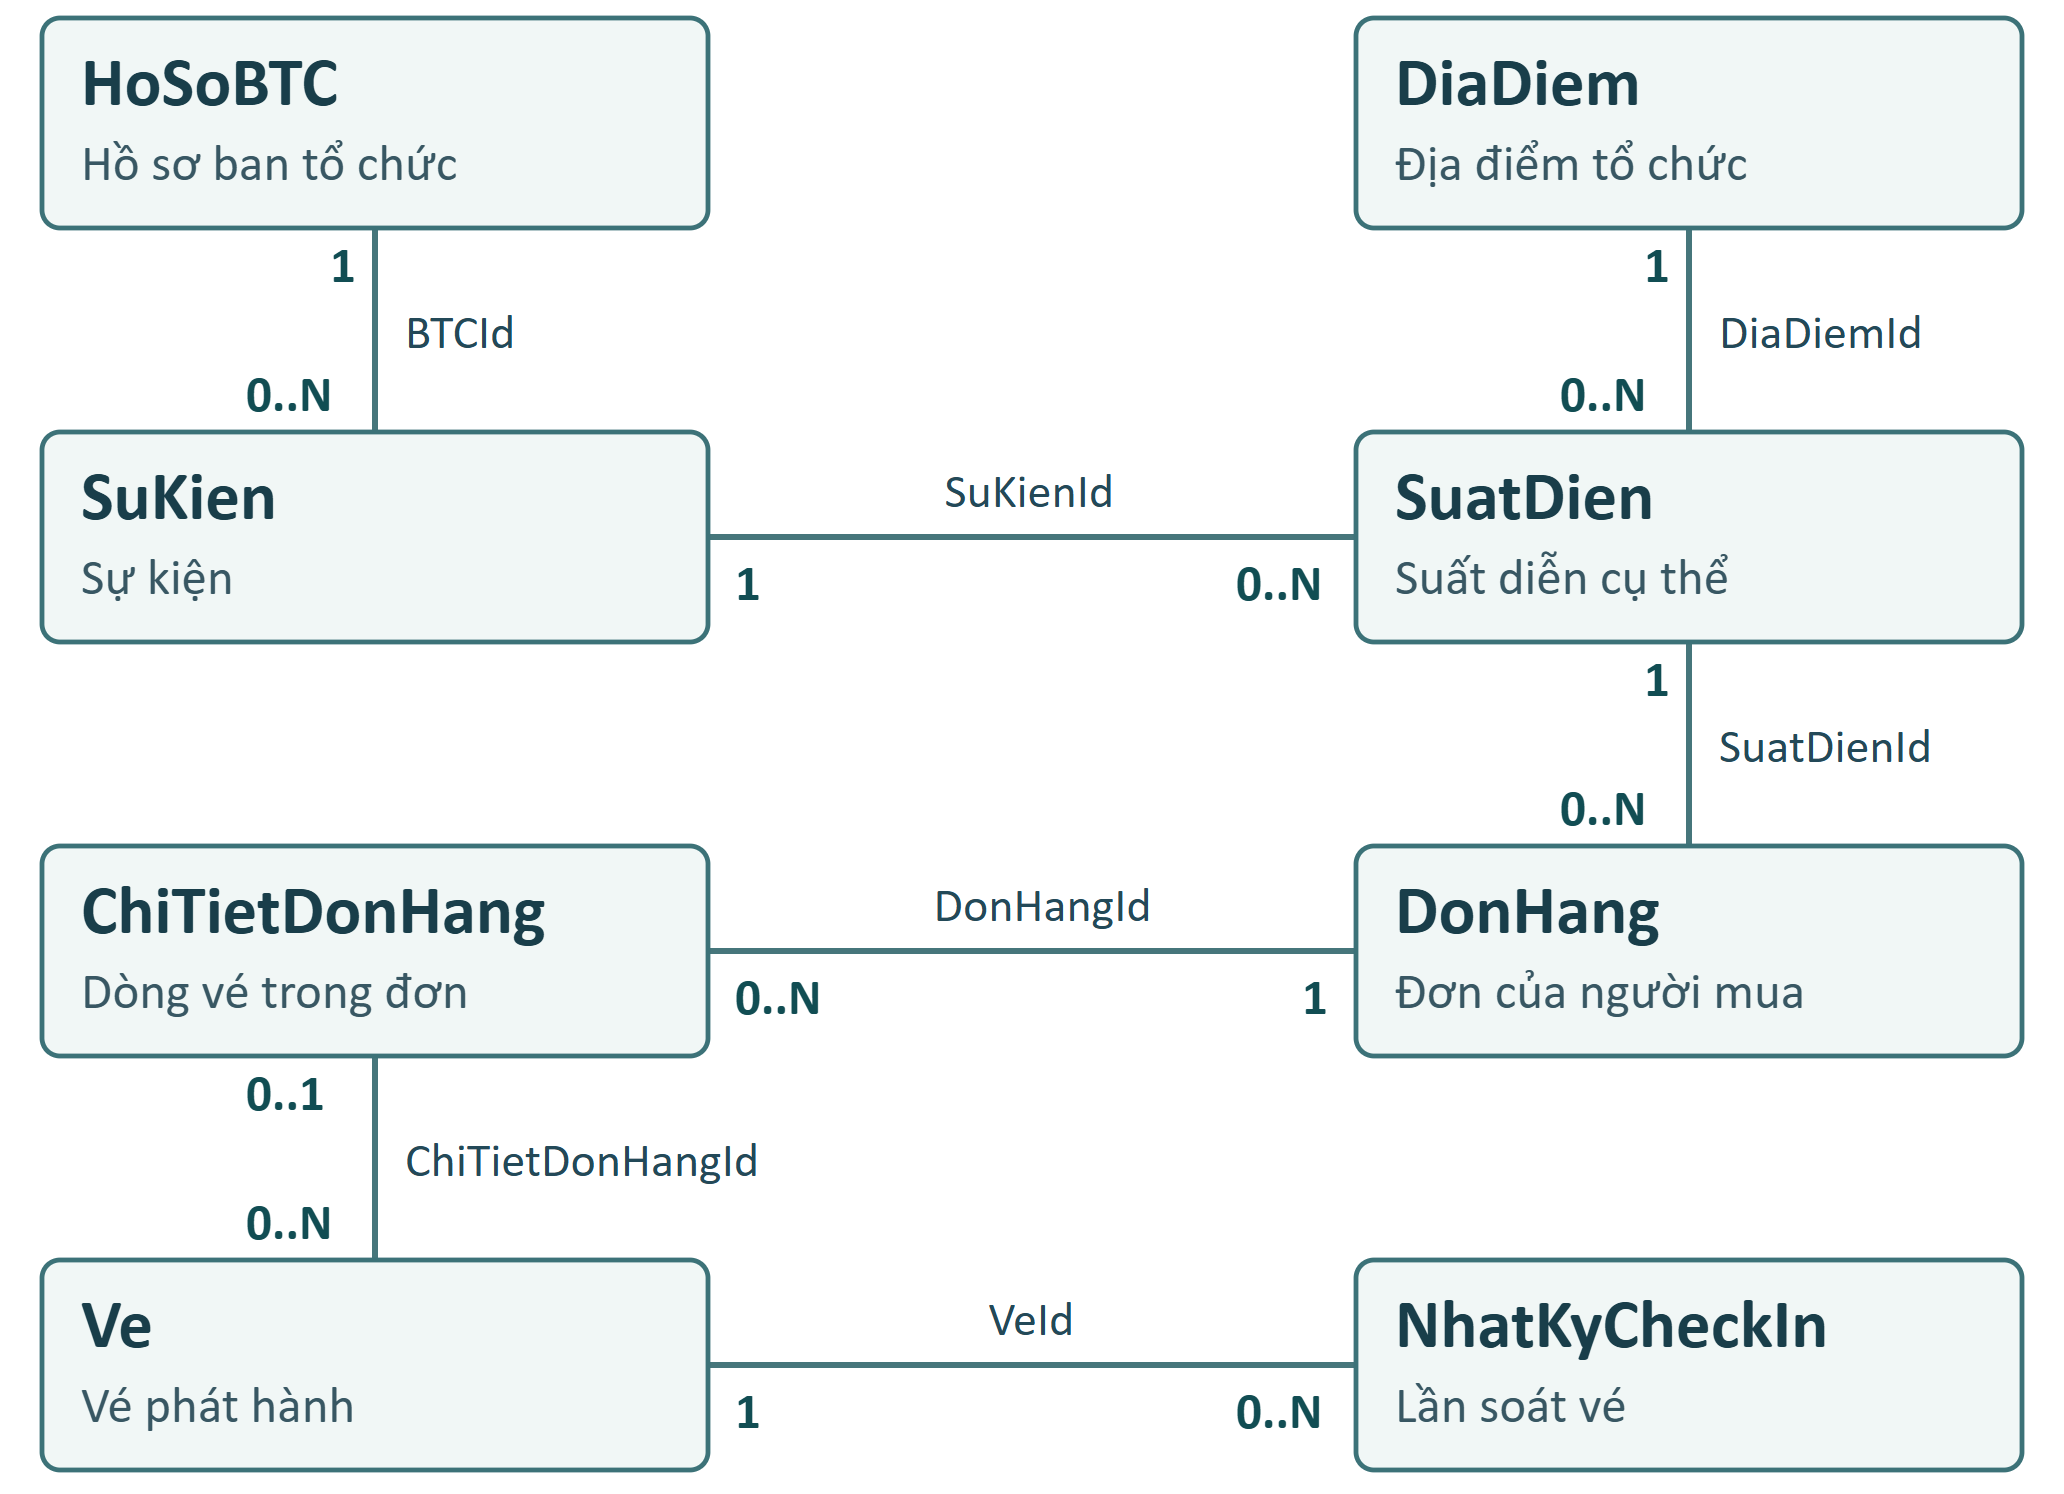 HoSoBTC
Hồ sơ ban tổ chức
DiaDiem
Địa điểm tổ chức
1
BTCId
0..N
1
DiaDiemId
0..N
SuKien
Sự kiện
SuKienId
1
0..N
SuatDien
Suất diễn cụ thể
1
SuatDienId
0..N
ChiTietDonHang
Dòng vé trong đơn
DonHangId
0..N
1
DonHang
Đơn của người mua
0..1
ChiTietDonHangId
0..N
Ve
Vé phát hành
VeId
1
0..N
NhatKyCheckIn
Lần soát vé